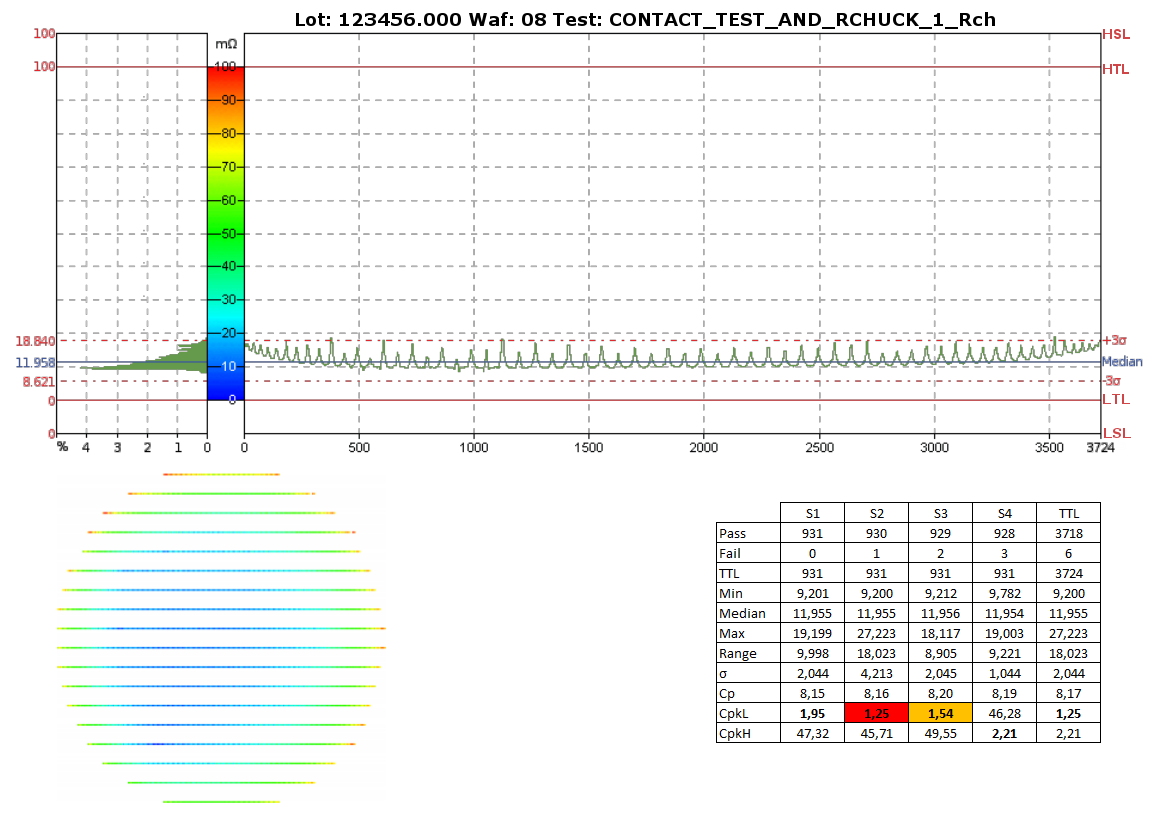 Lot: 123456.000 Waf: 08 Test: CONTACT_TEST_AND_RCHUCK_1_Rch
100 mΩ HSL
100 100 HTL
90
80
70
60
50
40
30
20
18.840 +3σ
11.958 Median
10
8.621 -3σ
0 0 LTL
0 LSL
% 4 3 2 1 0 0 500 1000 1500 2000 2500 3000 3500 3724
S1 S2 S3 S4 TTL
Pass 931 930 929 928 3718
Fail 0 1 2 3 6
TTL 931 931 931 931 3724
Min 9,201 9,200 9,212 9,782 9,200
Median 11,955 11,955 11,956 11,954 11,955
Max 19,199 27,223 18,117 19,003 27,223
Range 9,998 18,023 8,905 9,221 18,023
σ 2,044 4,213 2,045 1,044 2,044
Cp 8,15 8,16 8,20 8,19 8,17
CpkL 1,95 1,25 1,54 46,28 1,25
CpkH 47,32 45,71 49,55 2,21 2,21